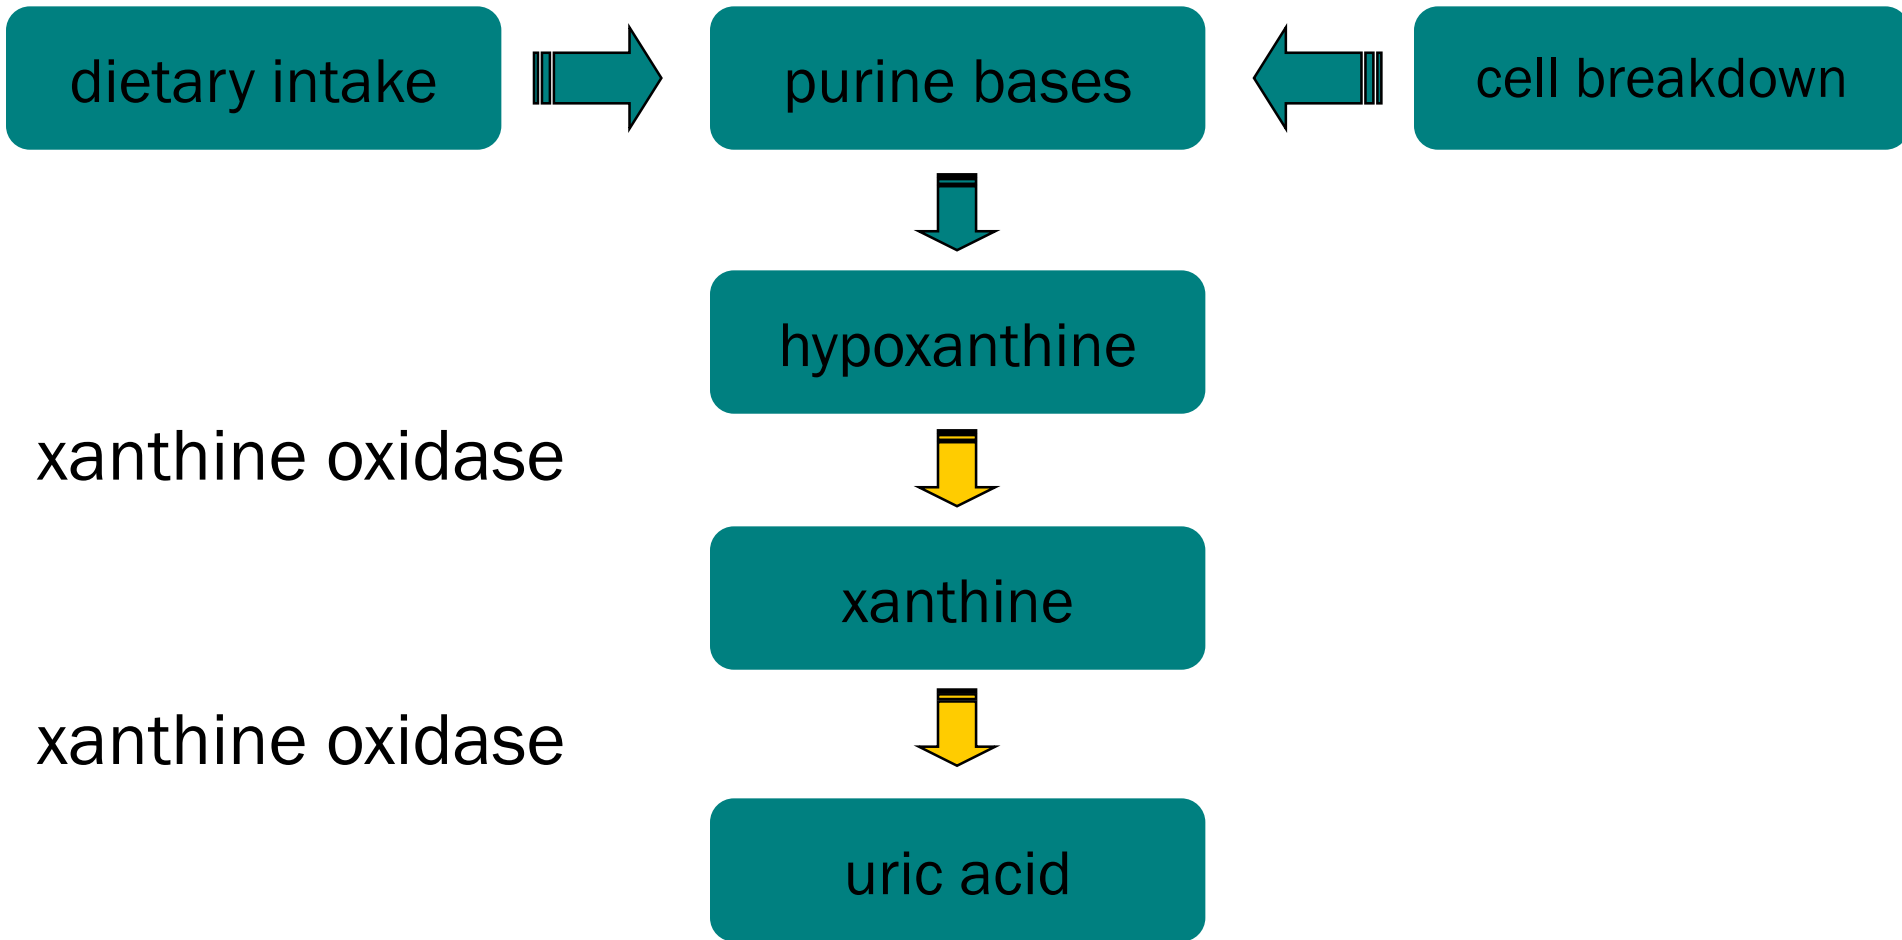 dietary intake
purine bases
cell breakdown
hypoxanthine
xanthine oxidase
xanthine
xanthine oxidase
uric acid